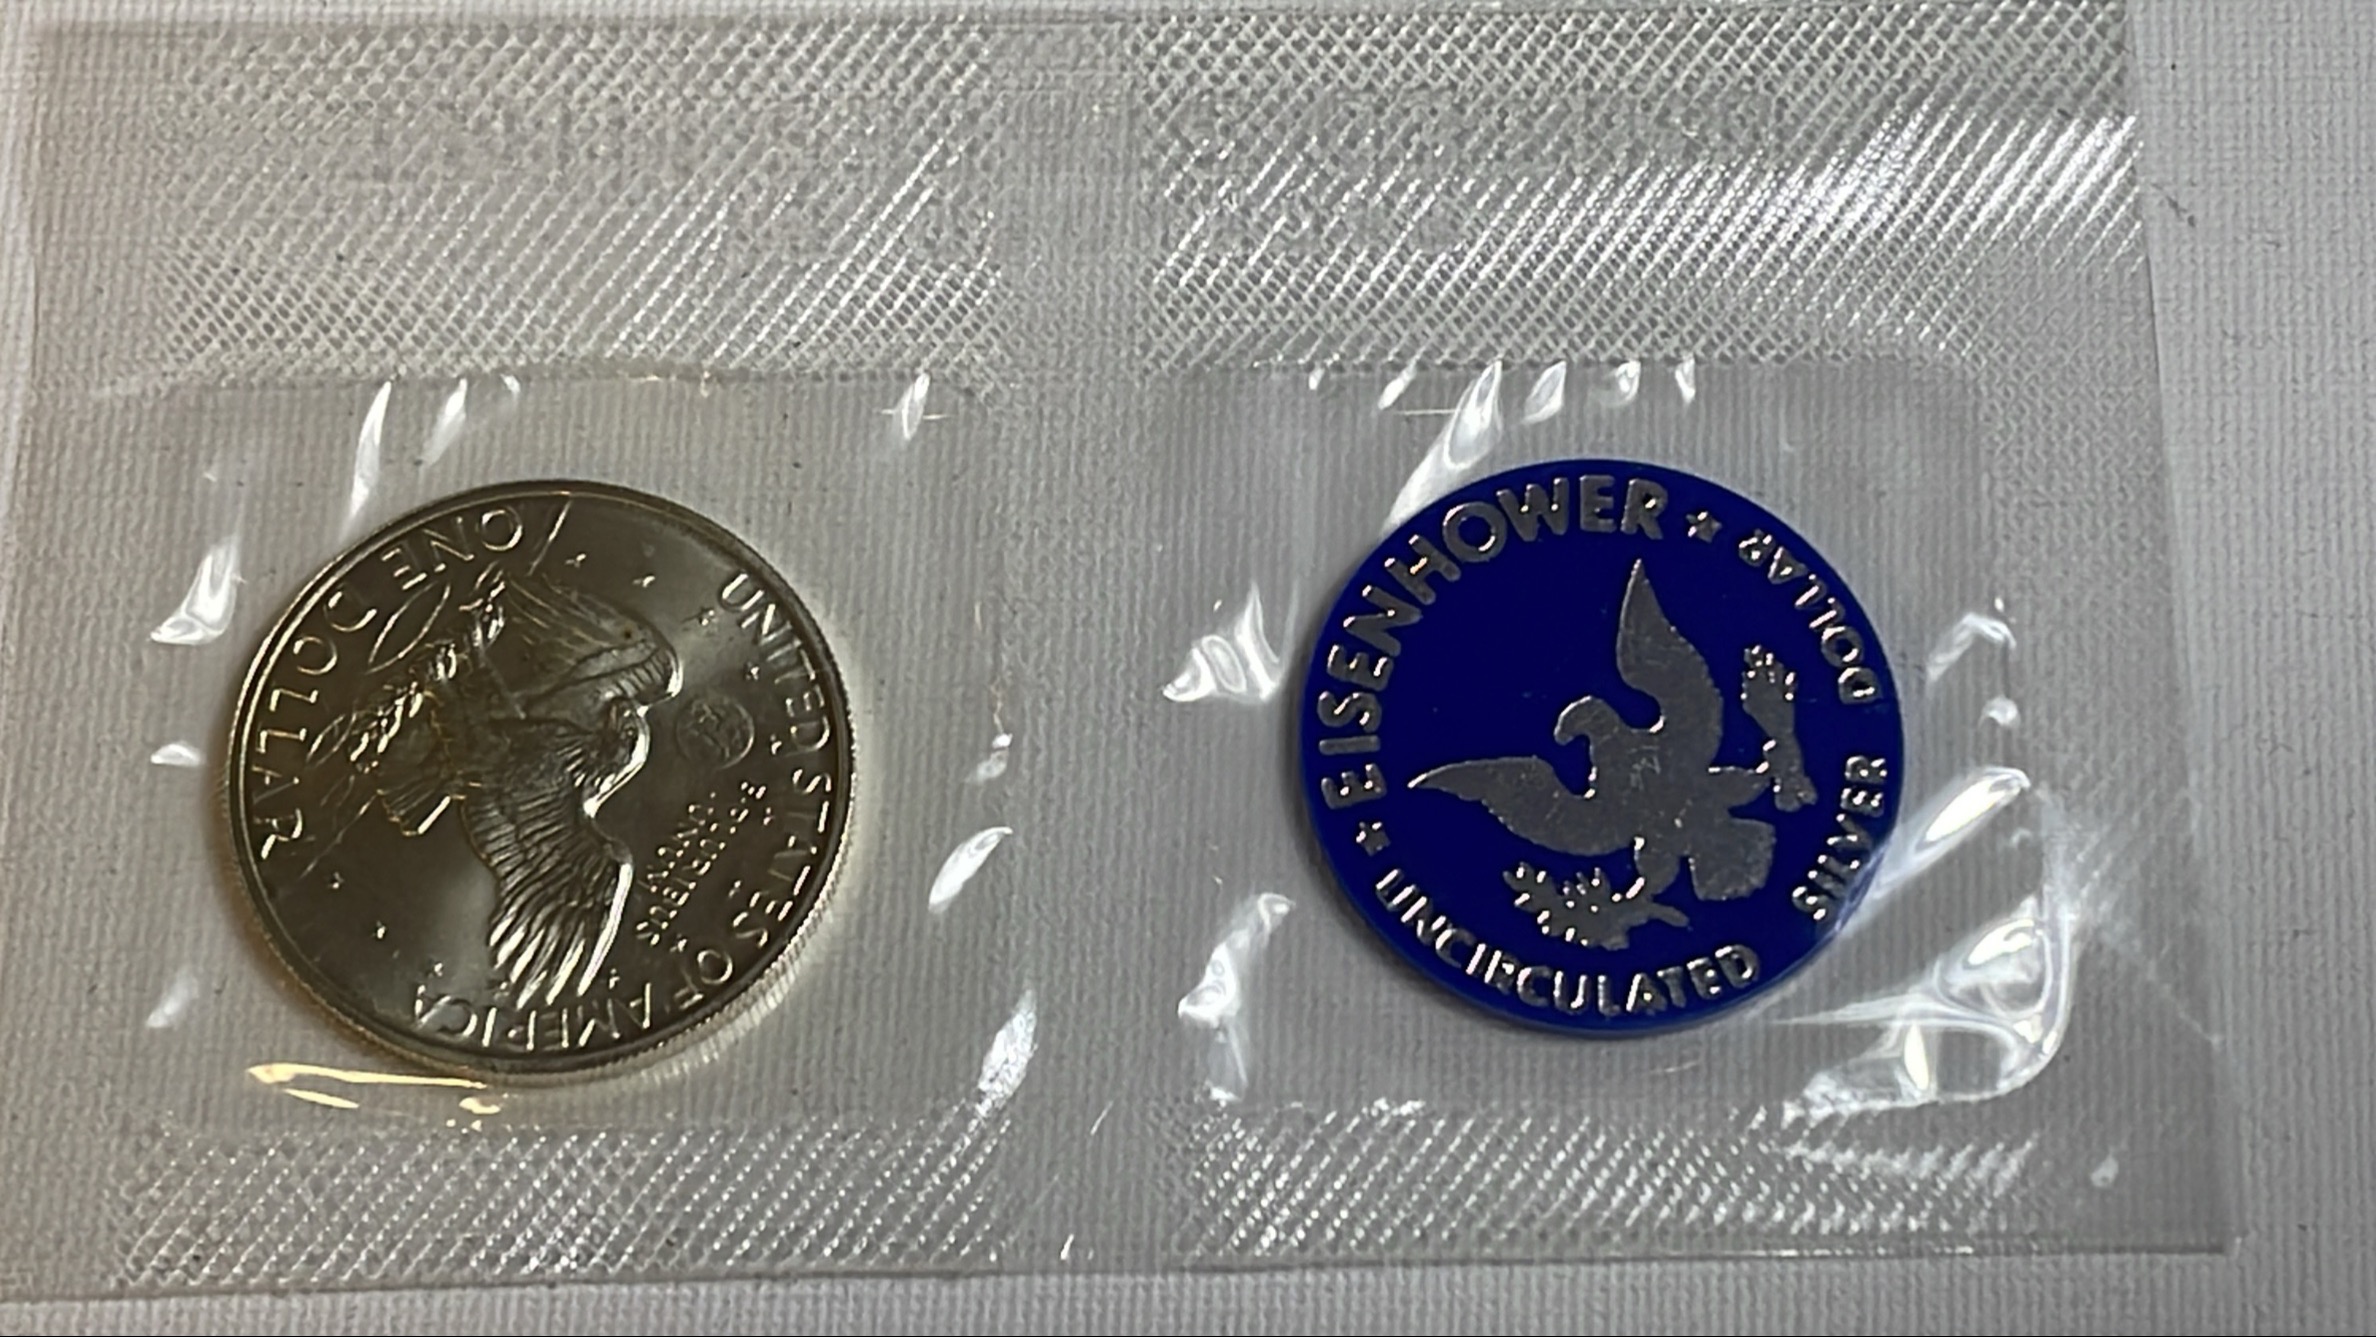 UNITED STATES OF AMERICA
E PLURIBUS
UNUM
ONE DOLLAR
EISENHOWER
UNCIRCULATED
SILVER DOLLAR